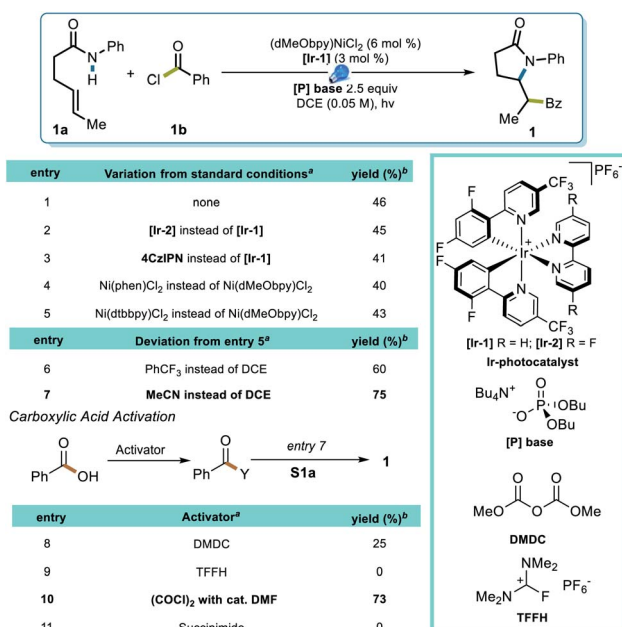 O
N
Ph
H
Me
1a
+
O
Cl
Ph
1b
(dMeObpy)NiCl2 (6 mol %)
[Ir-1] (3 mol %)
[P] base 2.5 equiv
DCE (0.05 M), hv
O
N
Ph
Me
Bz
1
entry Variation from standard conditionsa yield (%)b
1 none 46
2 [Ir-2] instead of [Ir-1] 45
3 4CzIPN instead of [Ir-1] 41
4 Ni(phen)Cl2 instead of Ni(dMeObpy)Cl2 40
5 Ni(dtbbpy)Cl2 instead of Ni(dMeObpy)Cl2 43
entry Deviation from entry 5a yield (%)b
6 PhCF3 instead of DCE 60
7 MeCN instead of DCE 75
Carboxylic Acid Activation
O
Ph
OH
Activator
O
Ph
Y
entry 7
S1a
1
entry Activatora yield (%)b
8 DMDC 25
9 TFFH 0
10 (COCl)2 with cat. DMF 73
11 Succinimide 0
PF6-
CF3
F
R
N
N
F
Ir+
F
N
N
R
F
CF3
[Ir-1] R = H; [Ir-2] R = F
Ir-photocatalyst
Bu4N+
O
-O
P
OBu
OBu
[P] base
O O
MeO O OMe
DMDC
NMe2
+
Me2N F
PF6-
TFFH